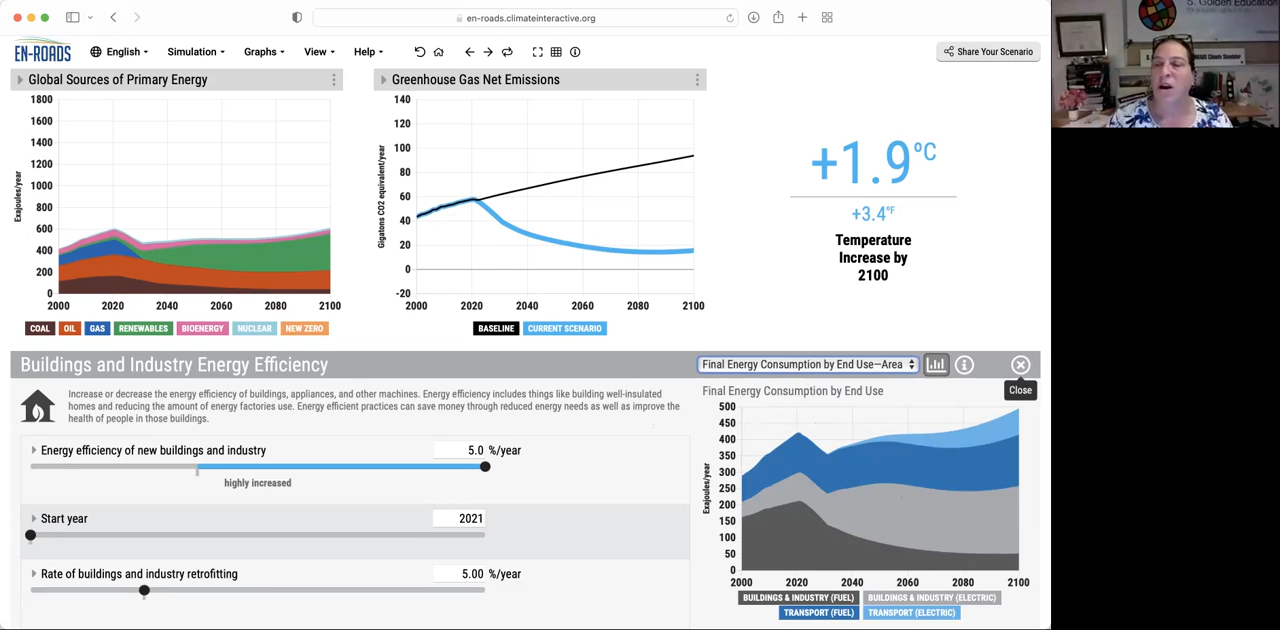 en-roads.climateinteractive.org
EN-ROADS
English
Simulation
Graphs
View
Help
Share Your Scenario
Global Sources of Primary Energy
1800
1600
1400
1200
1000
800
600
400
200
0
Exajoules/year
2000 2020 2040 2060 2080 2100
COAL OIL GAS RENEWABLES BIOENERGY NUCLEAR NEW ZERO
Greenhouse Gas Net Emissions
140
120
100
80
60
40
20
0
-20
Gigatons CO2 equivalent/year
2000 2020 2040 2060 2080 2100
BASELINE CURRENT SCENARIO
+1.9°C
+3.4°F
Temperature
Increase by
2100
S. Golden Education
Buildings and Industry Energy Efficiency
Final Energy Consumption by End Use—Area
Close
Increase or decrease the energy efficiency of buildings, appliances, and other machines. Energy efficiency includes things like building well-insulated
homes and reducing the amount of energy factories use. Energy efficient practices can save money through reduced energy needs as well as improve the
health of people in those buildings.
Energy efficiency of new buildings and industry 5.0 %/year
highly increased
Start year 2021
Rate of buildings and industry retrofitting 5.00 %/year
Final Energy Consumption by End Use
500
450
400
350
300
250
200
150
100
50
0
Exajoules/year
2000 2020 2040 2060 2080 2100
BUILDINGS & INDUSTRY (FUEL) BUILDINGS & INDUSTRY (ELECTRIC)
TRANSPORT (FUEL) TRANSPORT (ELECTRIC)